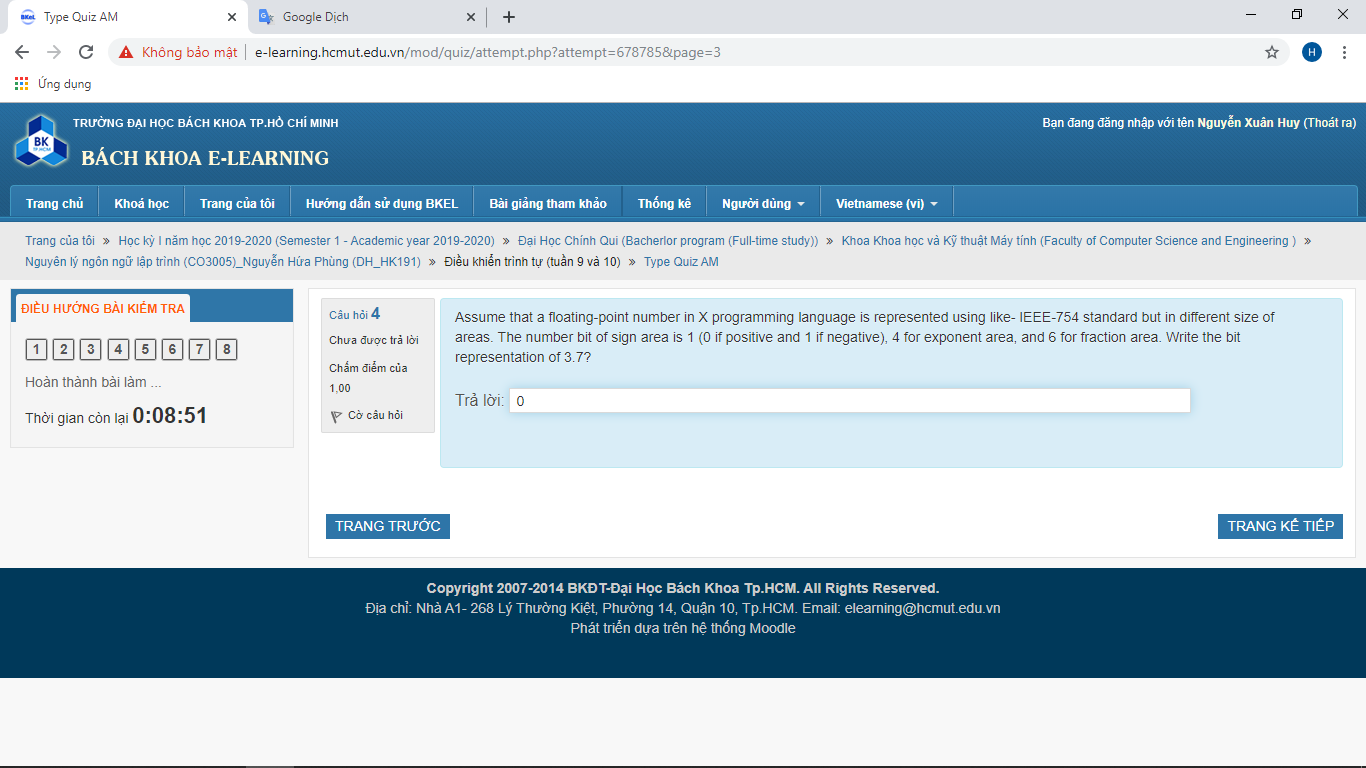 Type Quiz AM
Google Dịch
Không bảo mật
e-learning.hcmut.edu.vn/mod/quiz/attempt.php?attempt=678785&page=3
H
Ứng dụng
BK
TP.HCM
TRƯỜNG ĐẠI HỌC BÁCH KHOA TP.HỒ CHÍ MINH
BÁCH KHOA E-LEARNING
Bạn đang đăng nhập với tên Nguyễn Xuân Huy (Thoát ra)
Trang chủ
Khoá học
Trang của tôi
Hướng dẫn sử dụng BKEL
Bài giảng tham khảo
Thống kê
Người dùng
Vietnamese (vi)
Trang của tôi » Học kỳ I năm học 2019-2020 (Semester 1 - Academic year 2019-2020) » Đại Học Chính Qui (Bacherlor program (Full-time study)) » Khoa Khoa học và Kỹ thuật Máy tính (Faculty of Computer Science and Engineering ) »
Nguyên lý ngôn ngữ lập trình (CO3005)_Nguyễn Hứa Phùng (DH_HK191) » Điều khiển trình tự (tuần 9 và 10) » Type Quiz AM
ĐIỀU HƯỚNG BÀI KIỂM TRA
1 2 3 4 5 6 7 8
Hoàn thành bài làm ...
Thời gian còn lại 0:08:51
Câu hỏi 4
Chưa được trả lời
Chấm điểm của
1,00
Cờ câu hỏi
Assume that a floating-point number in X programming language is represented using like- IEEE-754 standard but in different size of
areas. The number bit of sign area is 1 (0 if positive and 1 if negative), 4 for exponent area, and 6 for fraction area. Write the bit
representation of 3.7?
Trả lời: 0
TRANG TRƯỚC
TRANG KẾ TIẾP
Copyright 2007-2014 BKĐT-Đại Học Bách Khoa Tp.HCM. All Rights Reserved.
Địa chỉ: Nhà A1- 268 Lý Thường Kiệt, Phường 14, Quận 10, Tp.HCM. Email: elearning@hcmut.edu.vn
Phát triển dựa trên hệ thống Moodle